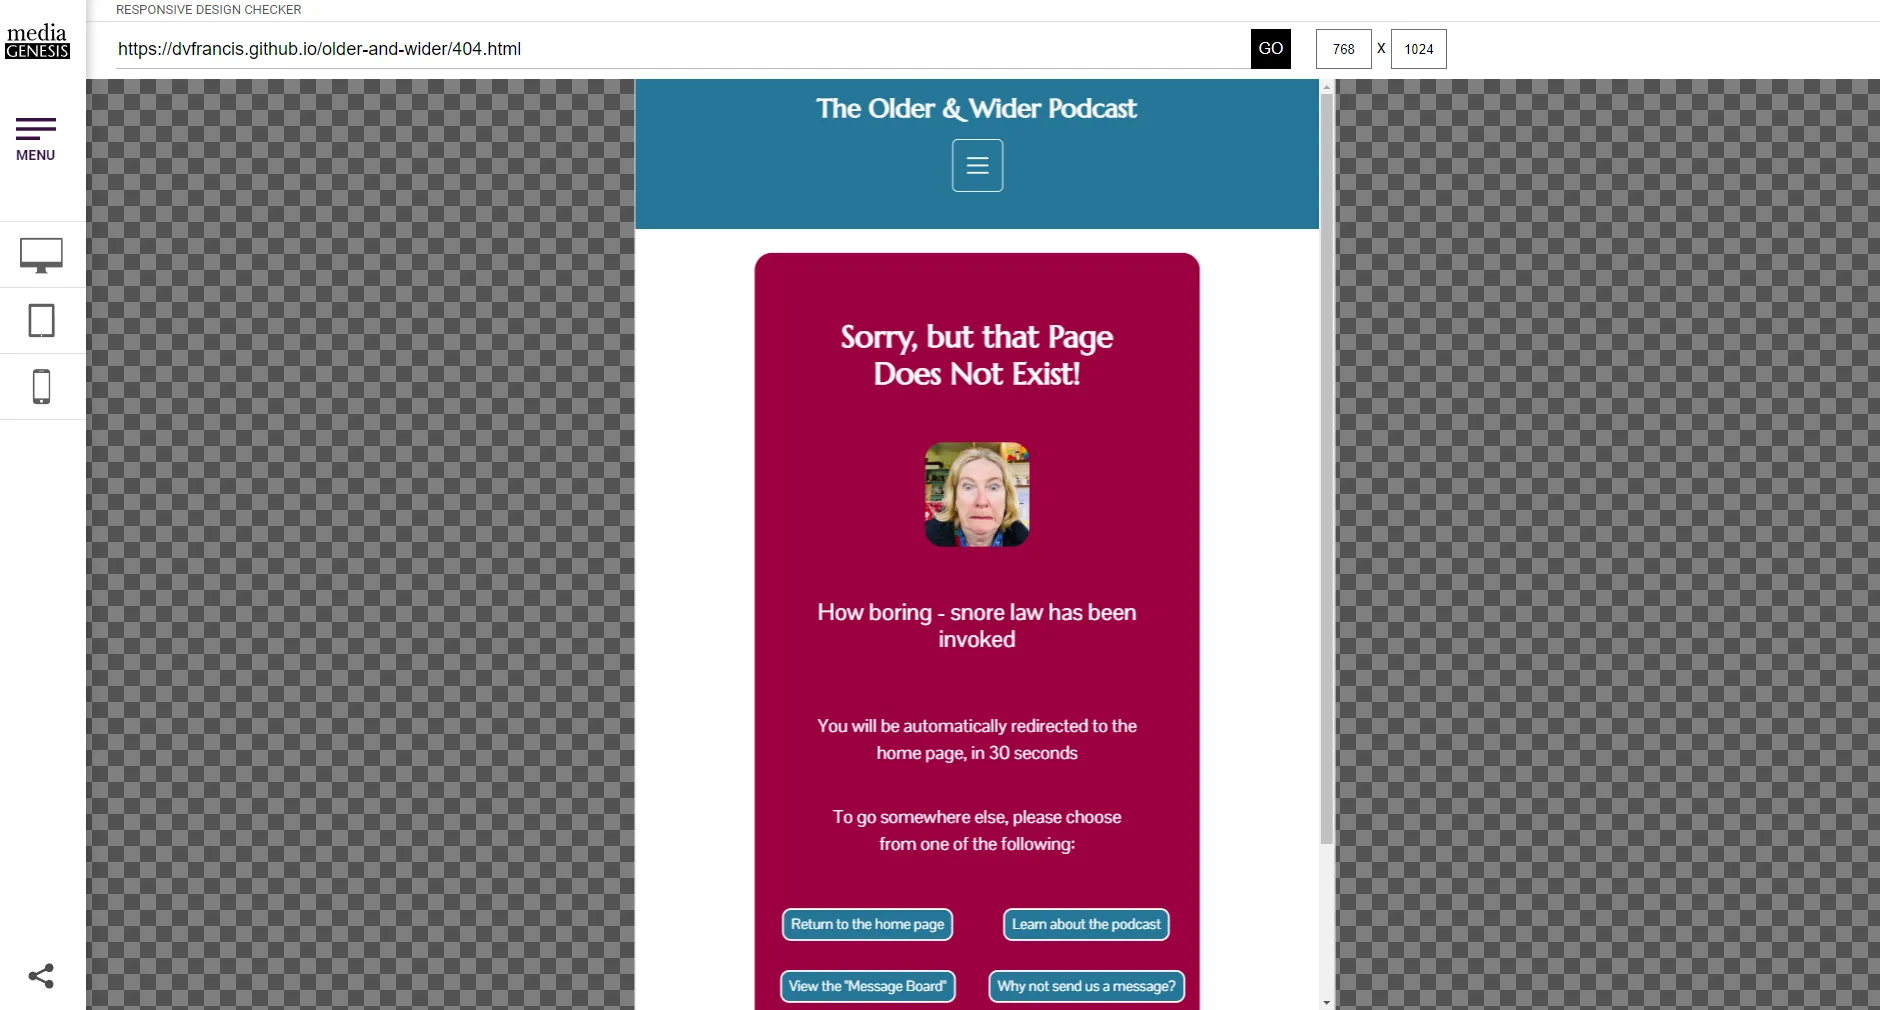 RESPONSIVE DESIGN CHECKER
media
GENESIS
https://dvfrancis.github.io/older-and-wider/404.html
GO
768
X
1024
MENU
The Older & Wider Podcast
Sorry, but that Page
Does Not Exist!
How boring - snore law has been
invoked
You will be automatically redirected to the
home page, in 30 seconds
To go somewhere else, please choose
from one of the following:
Return to the home page
Learn about the podcast
View the "Message Board"
Why not send us a message?